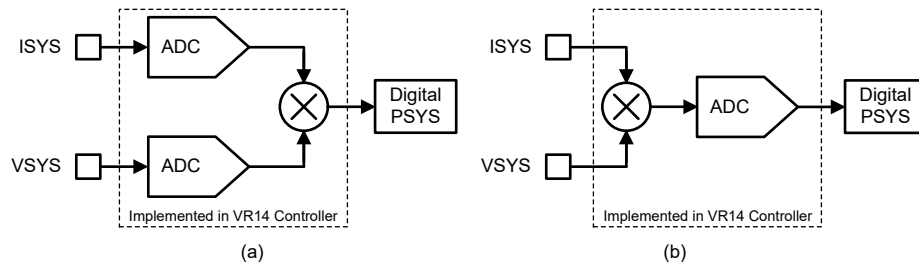 ISYS
ADC
Digital
PSYS
VSYS
ADC
Implemented in VR14 Controller
(a)
ISYS
ADC
Digital
PSYS
VSYS
Implemented in VR14 Controller
(b)